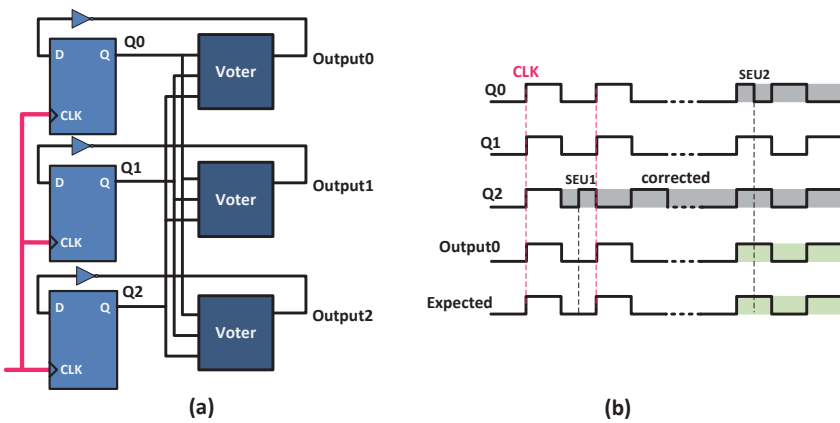 Q0
D
Q
Voter
Output0
CLK
Q1
D
Q
Voter
Output1
CLK
Q2
D
Q
Voter
Output2
CLK
(a)
CLK
SEU2
Q0
Q1
SEU1
corrected
Q2
Output0
Expected
(b)